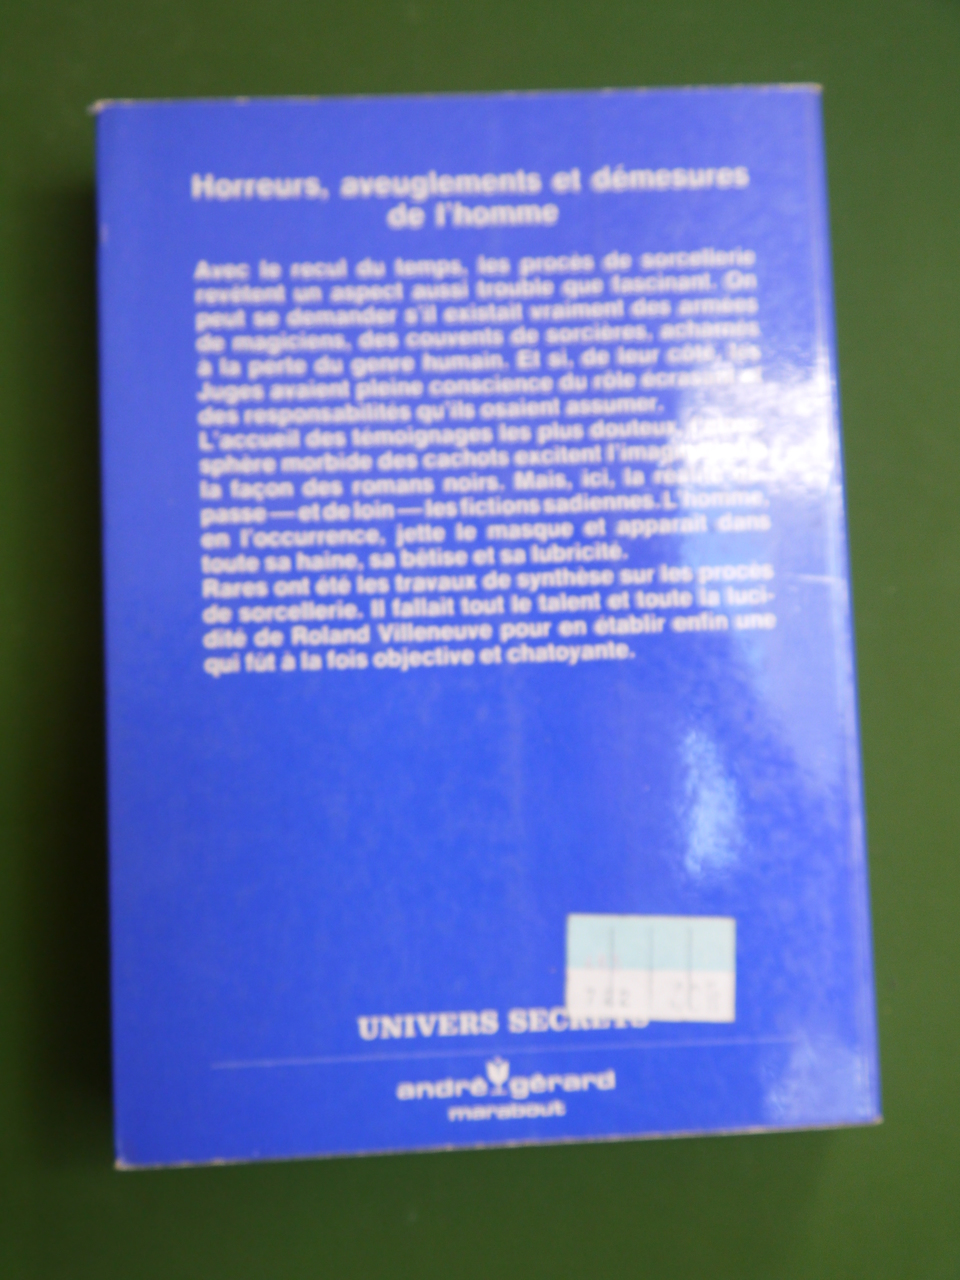 Horreurs, aveuglements et démesures
de l'homme
Avec le recul du temps, les procès de sorcellerie
revêtent un aspect aussi trouble que fascinant. On
peut se demander s'il existait vraiment des armées
de magiciens, des couvents de sorcières, acharnés
à la perte du genre humain. Et si, de leur côté, les
Juges avaient pleine conscience du rôle écrasant et
des responsabilités qu'ils osaient assumer.
L'accueil des témoignages les plus douteux,
sphère morbide des cachots excitent
la façon des romans noirs. Mais, ici, la
passe — et de loin — les fictions sadiennes. L'homme,
en l'occurrence, jette le masque et apparaît dans
toute sa haine, sa bêtise et sa lubricité.
Rares ont été les travaux de synthèse sur les procès
de sorcellerie. Il fallait tout le talent et toute la luci-
dité de Roland Villeneuve pour en établir enfin une
qui fût à la fois objective et chatoyante.
UNIVERS SECRETS
andré gérard
marabout